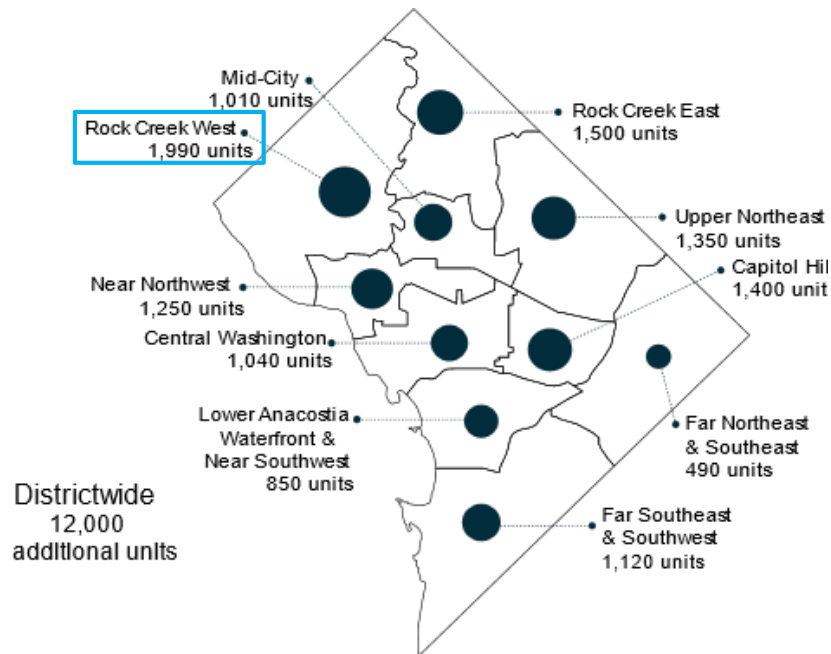 Mid-City
1,010 units
Rock Creek West
1,990 units
Rock Creek East
1,500 units
Upper Northeast
1,350 units
Near Northwest
1,250 units
Capitol Hil
1,400 unit
Central Washington
1,040 units
Lower Anacostia
Waterfront &
Near Southwest
850 units
Far Northeast
& Southeast
490 units
Districtwide
12,000
additional units
Far Southeast
& Southwest
1,120 units